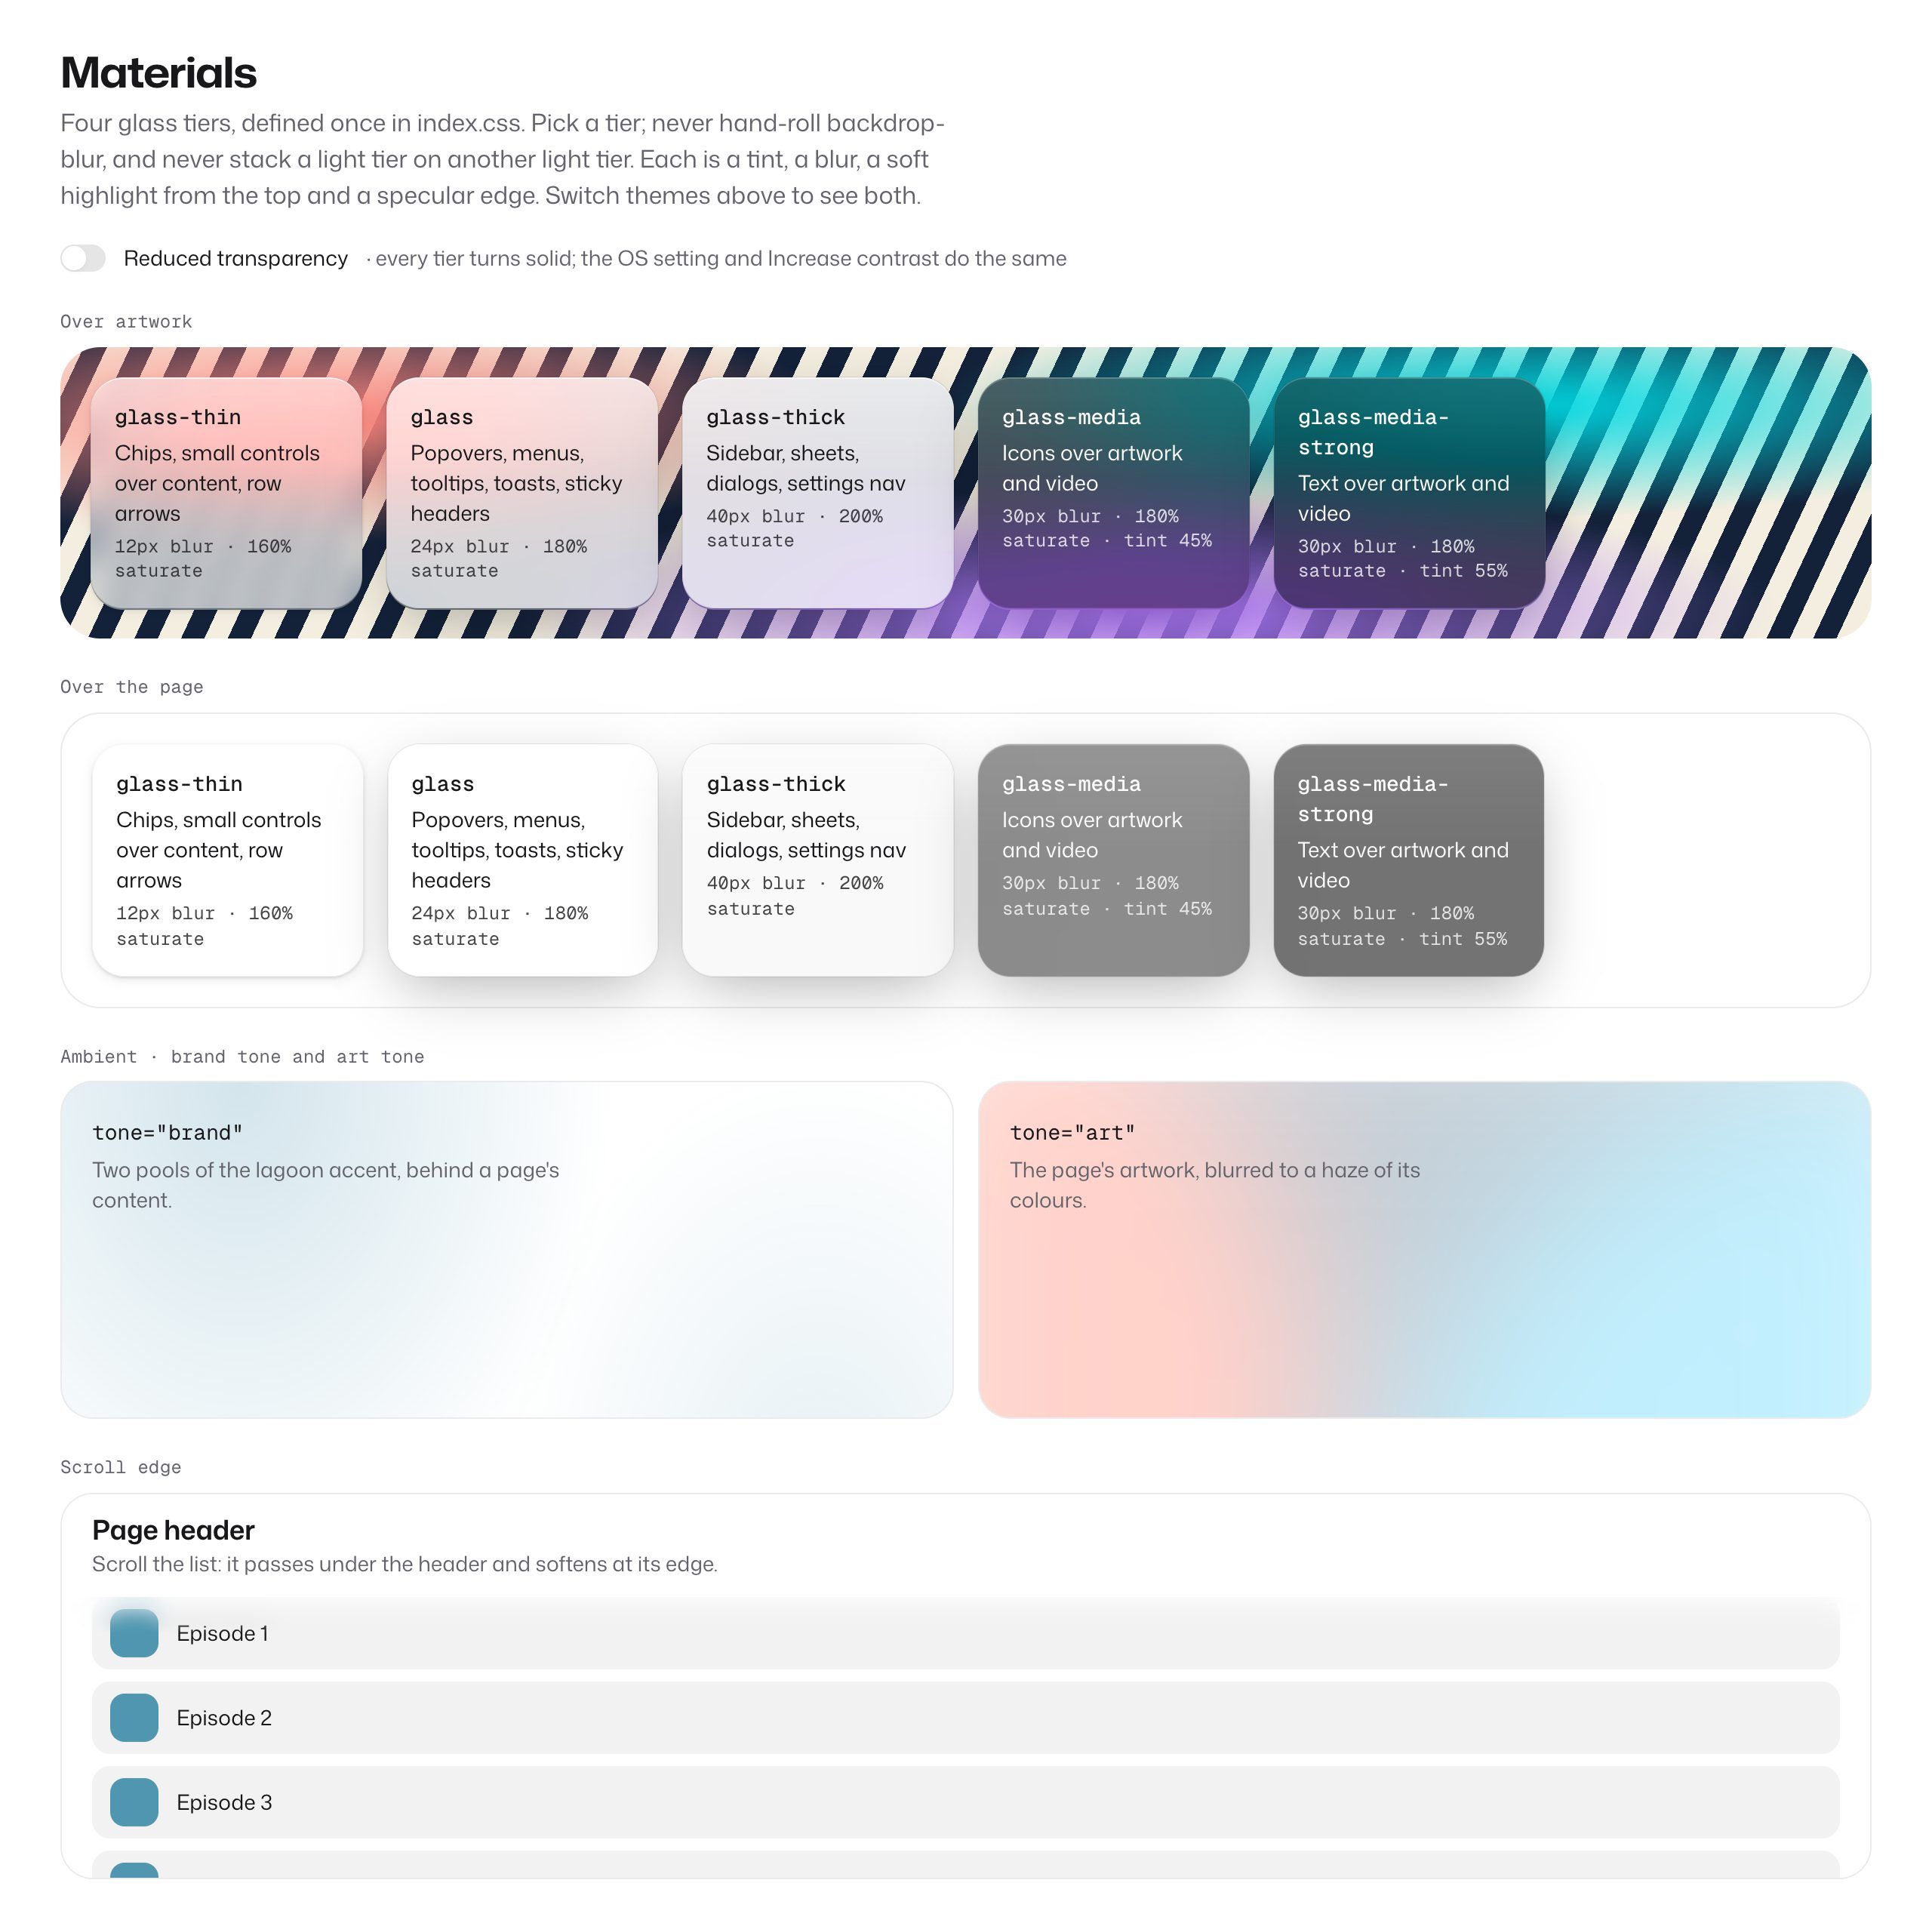 Materials
Four glass tiers, defined once in index.css. Pick a tier; never hand-roll backdrop-
blur, and never stack a light tier on another light tier. Each is a tint, a blur, a soft
highlight from the top and a specular edge. Switch themes above to see both.
Reduced transparency · every tier turns solid; the OS setting and Increase contrast do the same
Over artwork
glass-thin
Chips, small controls
over content, row
arrows
12px blur · 160%
saturate
glass
Popovers, menus,
tooltips, toasts, sticky
headers
24px blur · 180%
saturate
glass-thick
Sidebar, sheets,
dialogs, settings nav
40px blur · 200%
saturate
glass-media
Icons over artwork
and video
30px blur · 180%
saturate · tint 45%
glass-media-
strong
Text over artwork and
video
30px blur · 180%
saturate · tint 55%
Over the page
glass-thin
Chips, small controls
over content, row
arrows
12px blur · 160%
saturate
glass
Popovers, menus,
tooltips, toasts, sticky
headers
24px blur · 180%
saturate
glass-thick
Sidebar, sheets,
dialogs, settings nav
40px blur · 200%
saturate
glass-media
Icons over artwork
and video
30px blur · 180%
saturate · tint 45%
glass-media-
strong
Text over artwork and
video
30px blur · 180%
saturate · tint 55%
Ambient · brand tone and art tone
tone="brand"
Two pools of the lagoon accent, behind a page's
content.
tone="art"
The page's artwork, blurred to a haze of its
colours.
Scroll edge
Page header
Scroll the list: it passes under the header and softens at its edge.
Episode 1
Episode 2
Episode 3